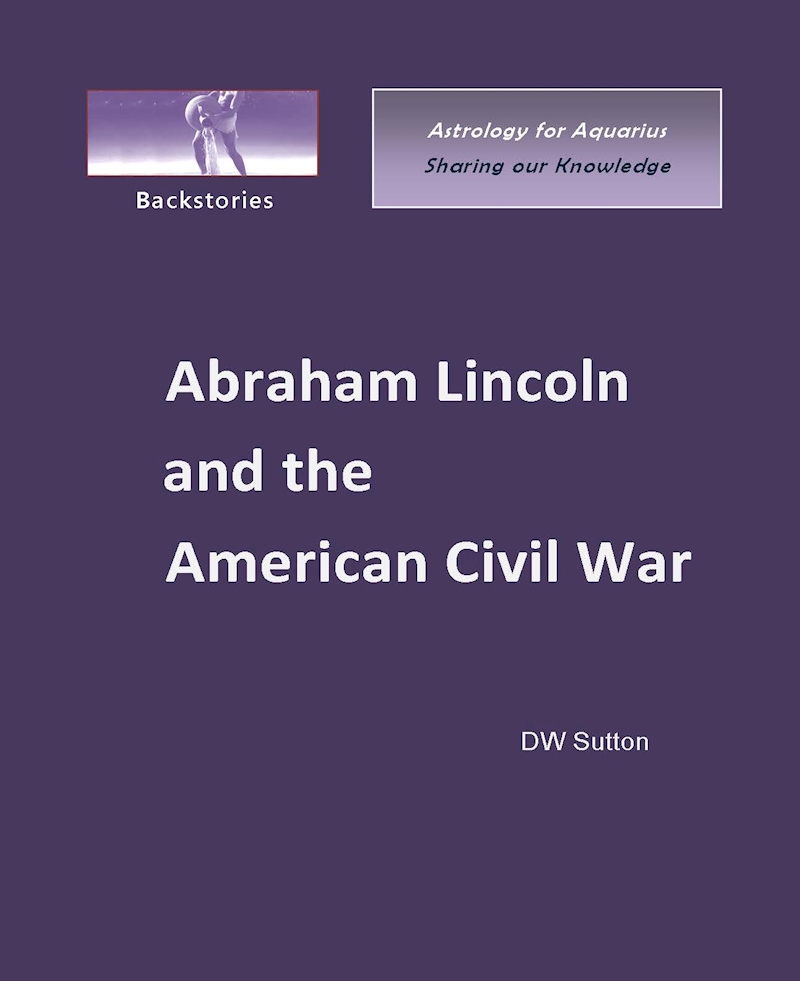 Backstories
Astrology for Aquarius
Sharing our Knowledge
Abraham Lincoln
and the
American Civil War
DW Sutton